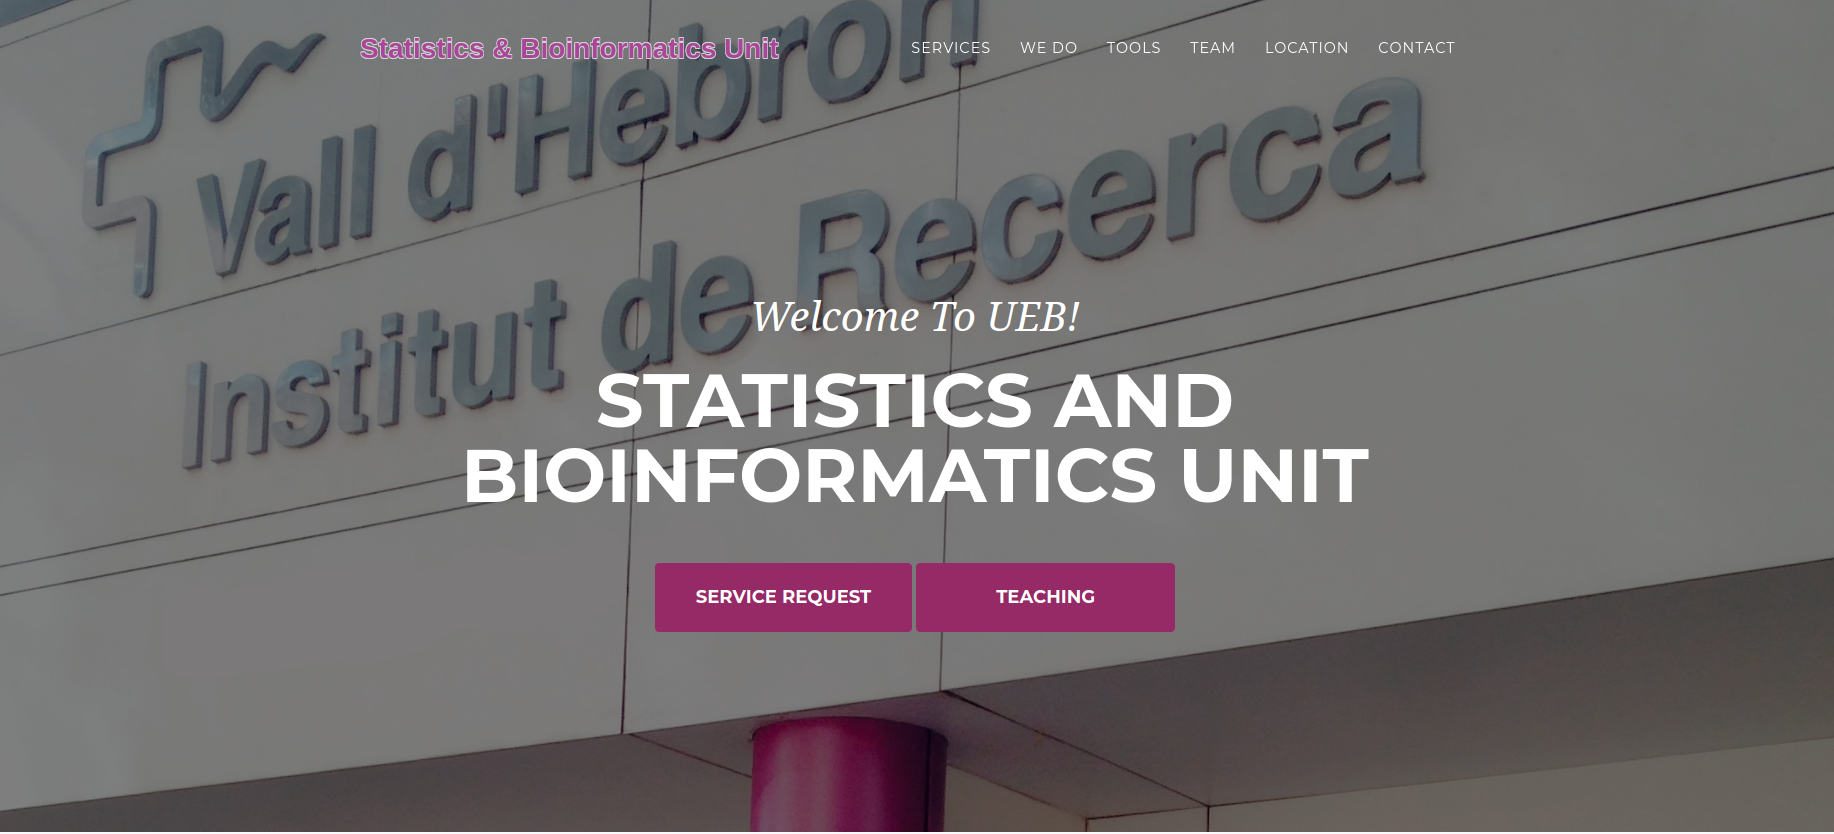 Statistics & Bioinformatics Unit
SERVICES WE DO TOOLS TEAM LOCATION CONTACT
Vall d'Hebron
Institut de Recerca
Welcome To UEB!
STATISTICS AND
BIOINFORMATICS UNIT
SERVICE REQUEST
TEACHING